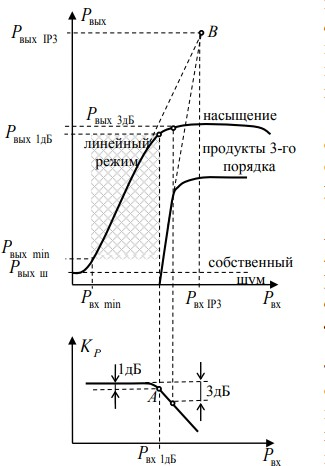 Pвых
Pвых IP3
B
Pвых 3дБ
насыщение
Pвых 1дБ
линейный
режим
продукты 3-го
порядка
Pвых min
Pвых ш
собственный
шум
Pвх min
Pвх IP3
Pвх
KP
1дБ
A
3дБ
Pвх 1дБ
Pвх